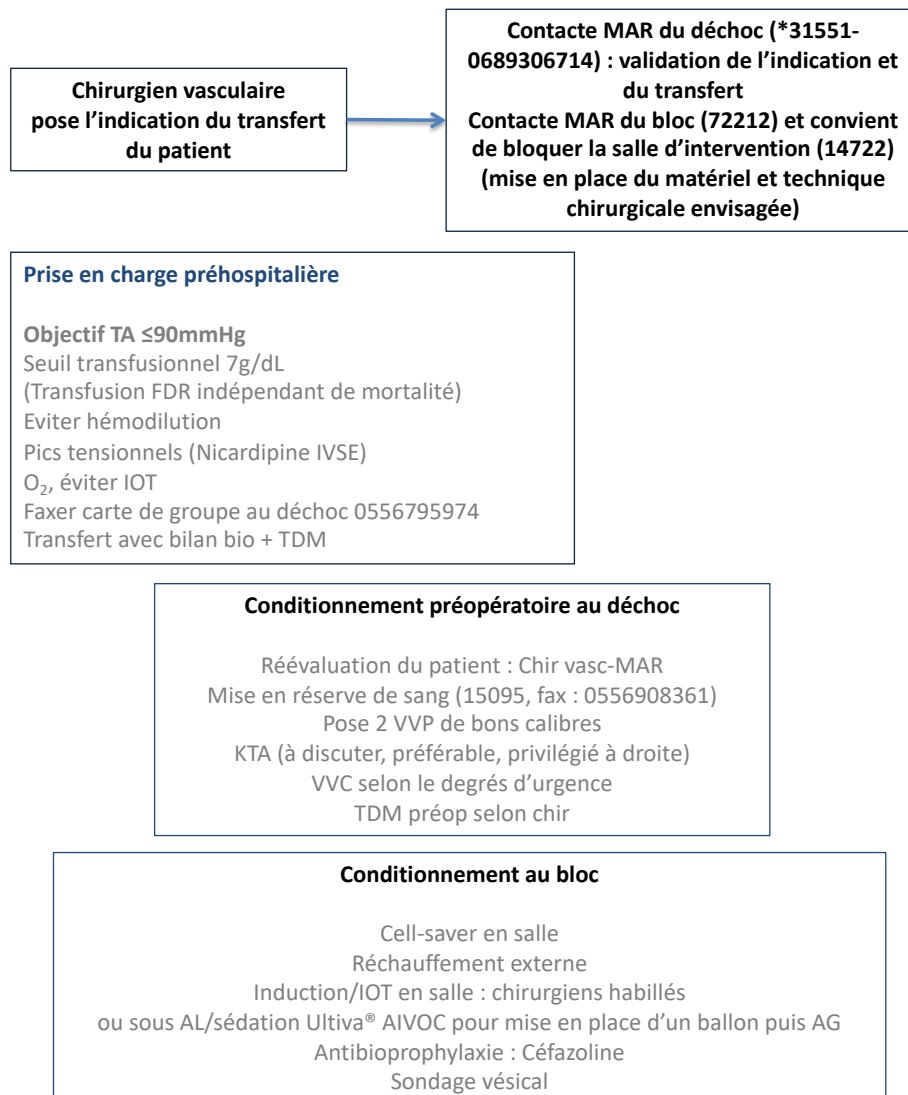 Chirurgien vasculaire
pose l’indication du transfert
du patient
Contacte MAR du déchoc (*31551-
0689306714) : validation de l’indication et
du transfert
Contacte MAR du bloc (72212) et convient
de bloquer la salle d’intervention (14722)
(mise en place du matériel et technique
chirurgicale envisagée)
Prise en charge préhospitalière
Objectif TA ≤90mmHg
Seuil transfusionnel 7g/dL
(Transfusion FDR indépendant de mortalité)
Eviter hémodilution
Pics tensionnels (Nicardipine IVSE)
O₂, éviter IOT
Faxer carte de groupe au déchoc 0556795974
Transfert avec bilan bio + TDM
Conditionnement préopératoire au déchoc
Réévaluation du patient : Chir vasc-MAR
Mise en réserve de sang (15095, fax : 0556908361)
Pose 2 VVP de bons calibres
KTA (à discuter, préférable, privilégié à droite)
VVC selon le degrés d’urgence
TDM préop selon chir
Conditionnement au bloc
Cell-saver en salle
Réchauffement externe
Induction/IOT en salle : chirurgiens habillés
ou sous AL/sédation Ultiva® AIVOC pour mise en place d’un ballon puis AG
Antibioprophylaxie : Céfazoline
Sondage vésical